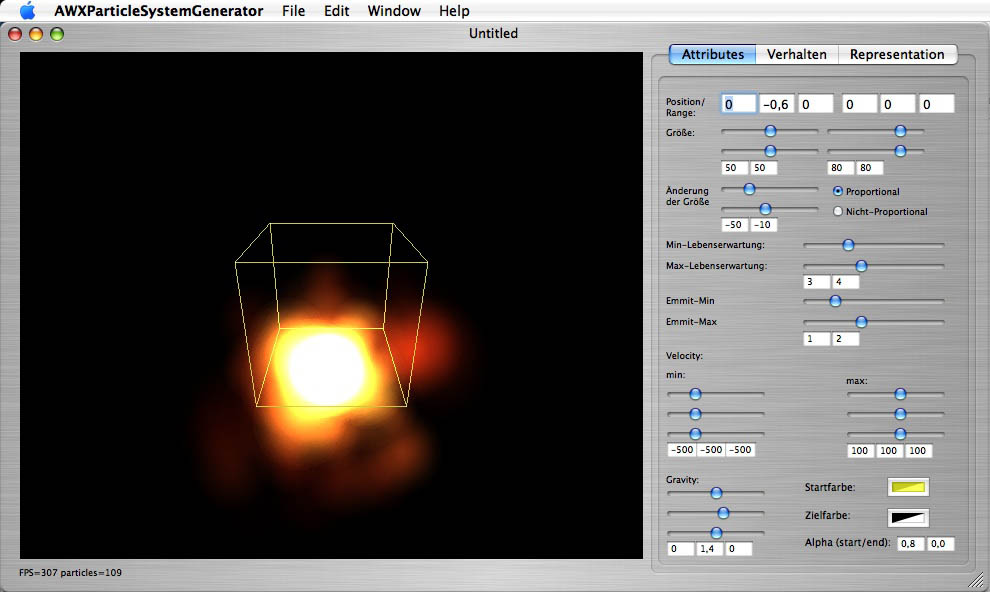 AWXParticleSystemGenerator File Edit Window Help
Untitled
Attributes Verhalten Representation
Position/
Range:
0 -0,6 0 0 0 0
Größe:
50 50 80 80
Änderung
der Größe
Proportional
Nicht-Proportional
-50 -10
Min-Lebenserwartung:
Max-Lebenserwartung:
3 4
Emmit-Min
Emmit-Max
1 2
Velocity:
min:
max:
-500 -500 -500
100 100 100
Gravity:
Startfarbe:
Zielfarbe:
Alpha (start/end): 0,8 0,0
0 1,4 0
FPS=307 particles=109